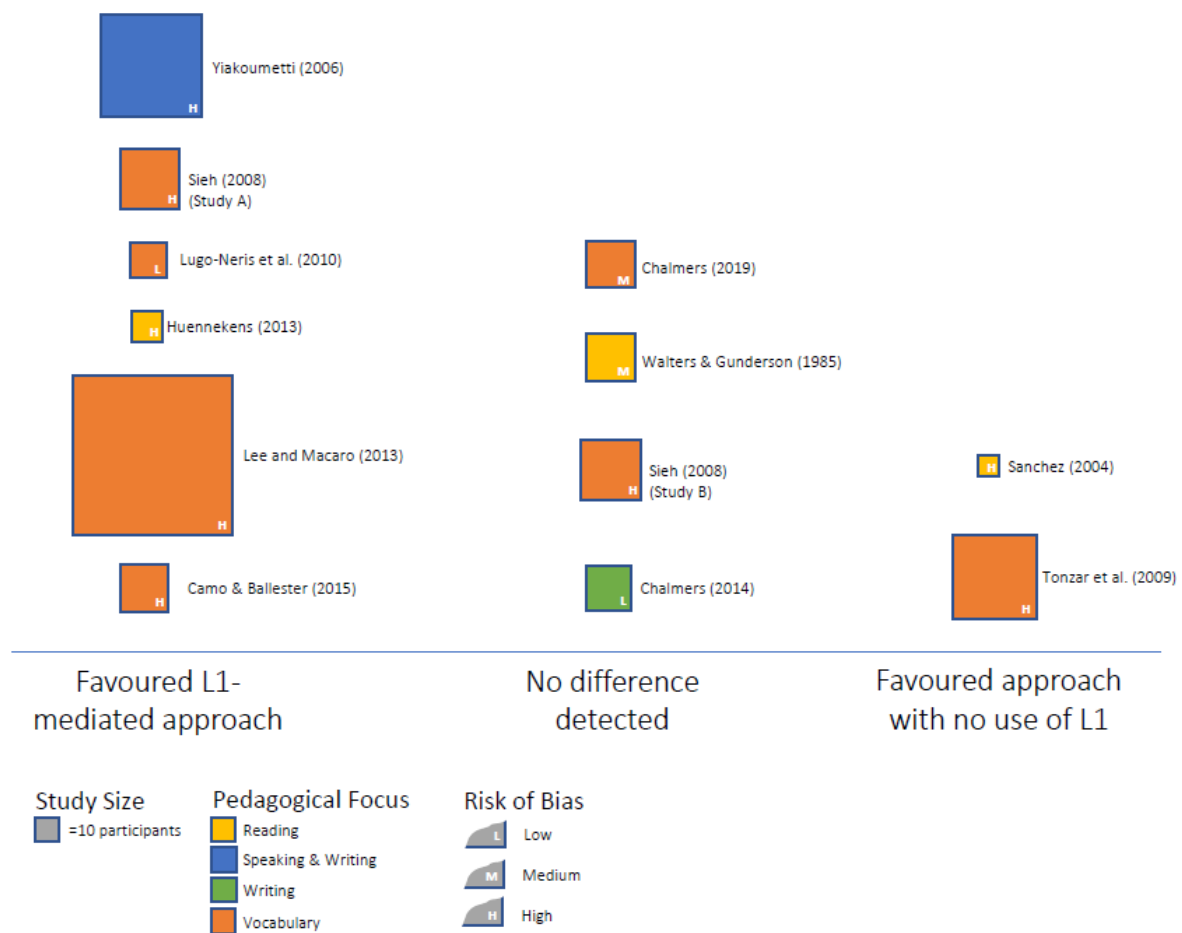 H
Yiakoumetti (2006)
H
Sieh (2008)
(Study A)
L
Lugo-Neris et al. (2010)
H
Huennekens (2013)
H
Lee and Macaro (2013)
H
Camo & Ballester (2015)
M
Chalmers (2019)
M
Walters & Gunderson (1985)
H
Sieh (2008)
(Study B)
L
Chalmers (2014)
H
Sanchez (2004)
H
Tonzar et al. (2009)
Favoured L1-
mediated approach
No difference
detected
Favoured approach
with no use of L1
Study Size
=10 participants
Pedagogical Focus
Reading
Speaking & Writing
Writing
Vocabulary
Risk of Bias
L
Low
M
Medium
H
High